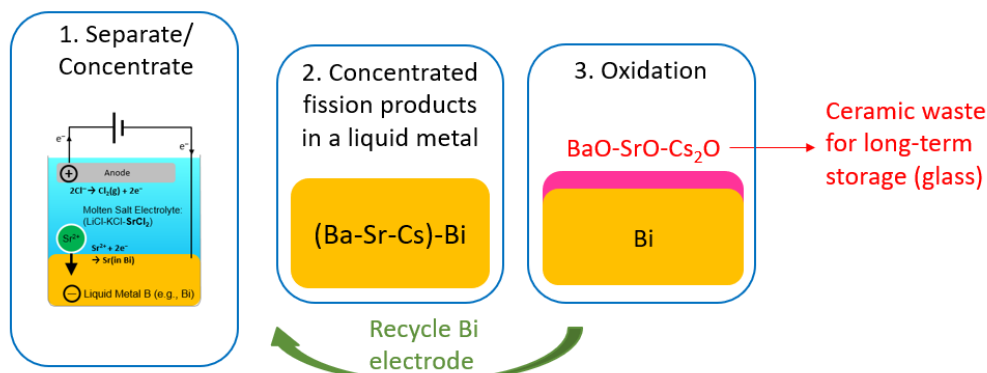 1. Separate/
Concentrate
e⁻
e⁻
+
Anode
2Cl⁻ → Cl₂(g) + 2e⁻
Molten Salt Electrolyte:
(LiCl-KCl-SrCl₂)
Sr²⁺
Sr²⁺ + 2e⁻
→ Sr(in Bi)
− Liquid Metal B (e.g., Bi)
2. Concentrated
fission products
in a liquid metal
(Ba-Sr-Cs)-Bi
3. Oxidation
BaO-SrO-Cs₂O
Bi
Ceramic waste
for long-term
storage (glass)
Recycle Bi
electrode